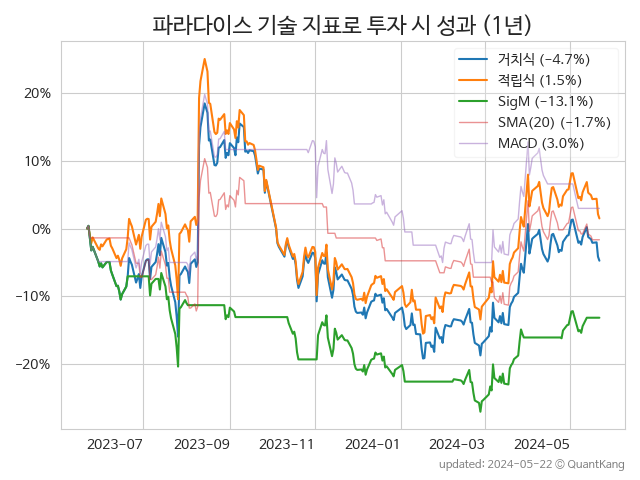 파라다이스 기술 지표로 투자 시 성과 (1년)
거치식 (−4.7%)
적립식 (1.5%)
SigM (−13.1%)
SMA(20) (−1.7%)
MACD (3.0%)
20%
10%
0%
−10%
−20%
2023−07 2023−09 2023−11 2024−01 2024−03 2024−05
updated: 2024-05-22 © QuantKang